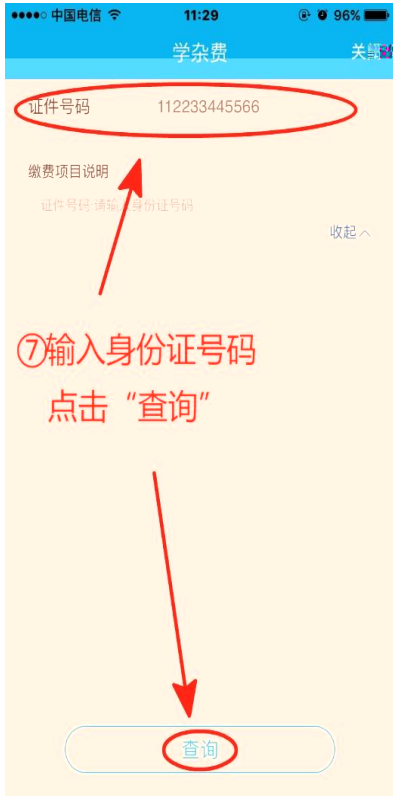 中国电信 11:29 96%
学杂费
证件号码 112233445566
缴费项目说明
证件号码:请输入身份证号码
收起
⑦输入身份证号码
点击“查询”
查询